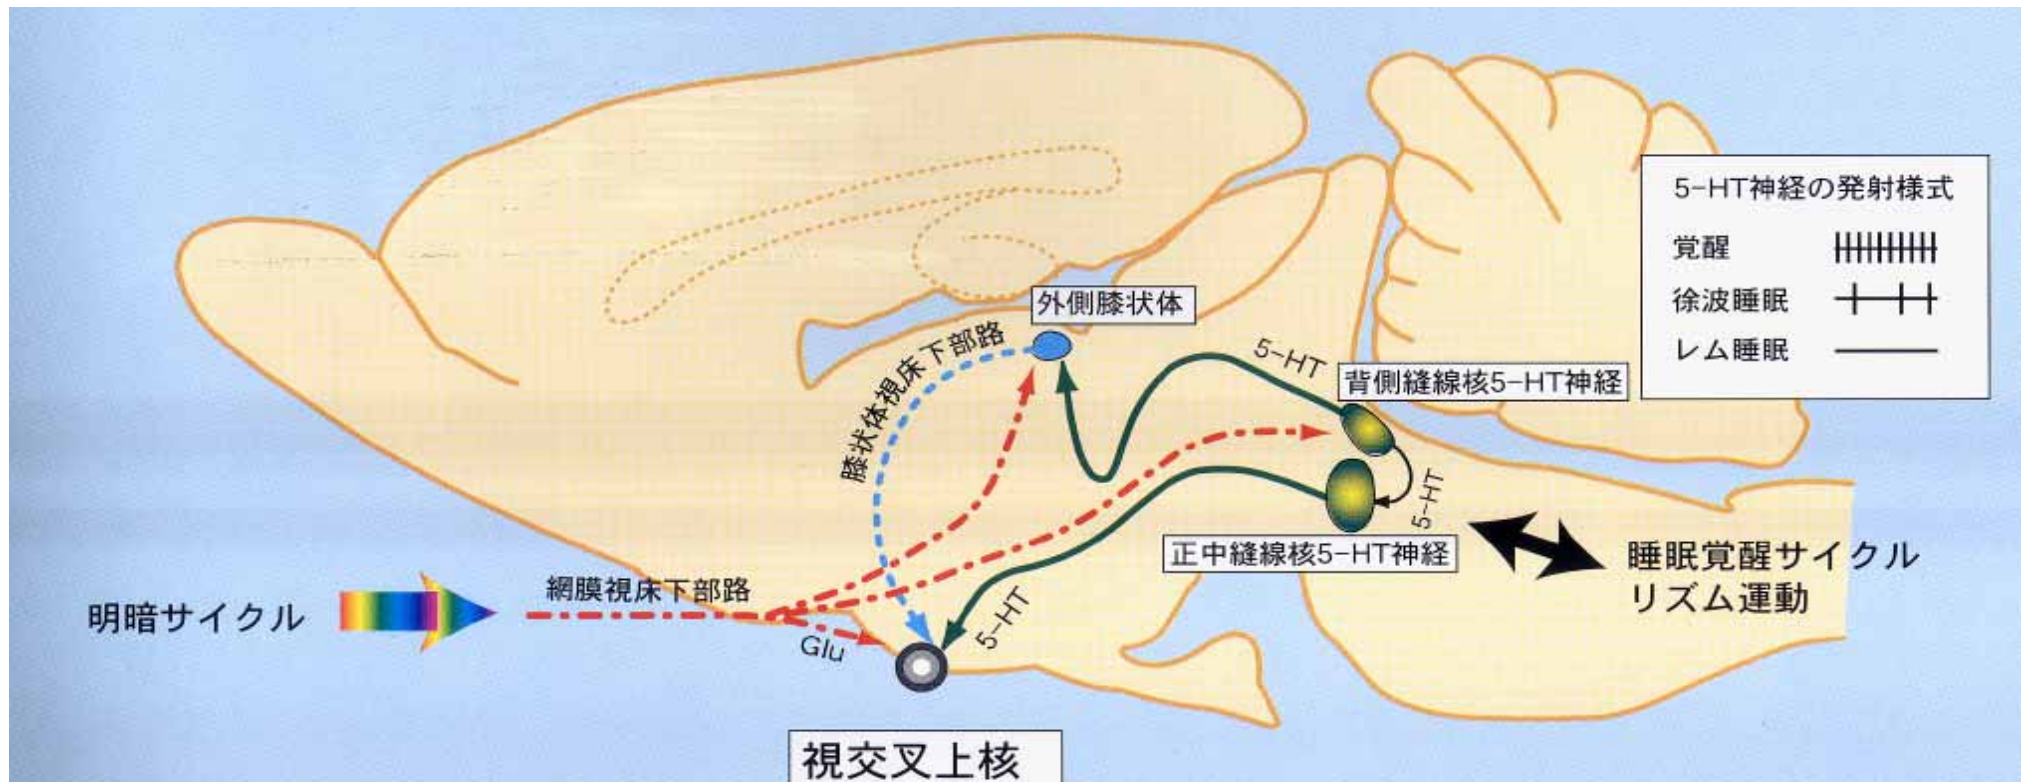 5-HT神経の発射様式
覚醒
徐波睡眠
レム睡眠
外側膝状体
膝状体視床下部路
5-HT
背側縫線核5-HT神経
5-HT
正中縫線核5-HT神経
睡眠覚醒サイクル
リズム運動
明暗サイクル
網膜視床下部路
Glu
5-HT
視交叉上核